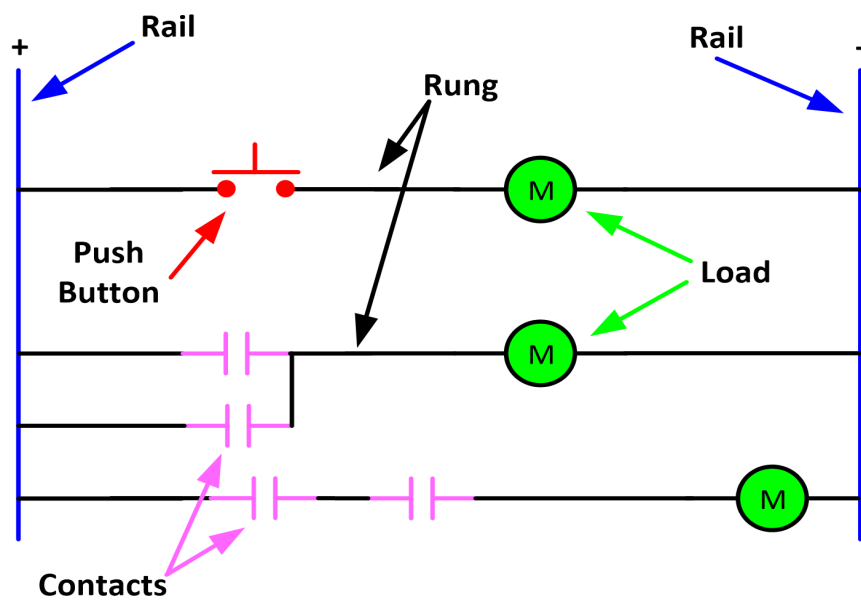 Rail
Rail
+
-
Rung
M
Push
Button
Load
M
M
Contacts